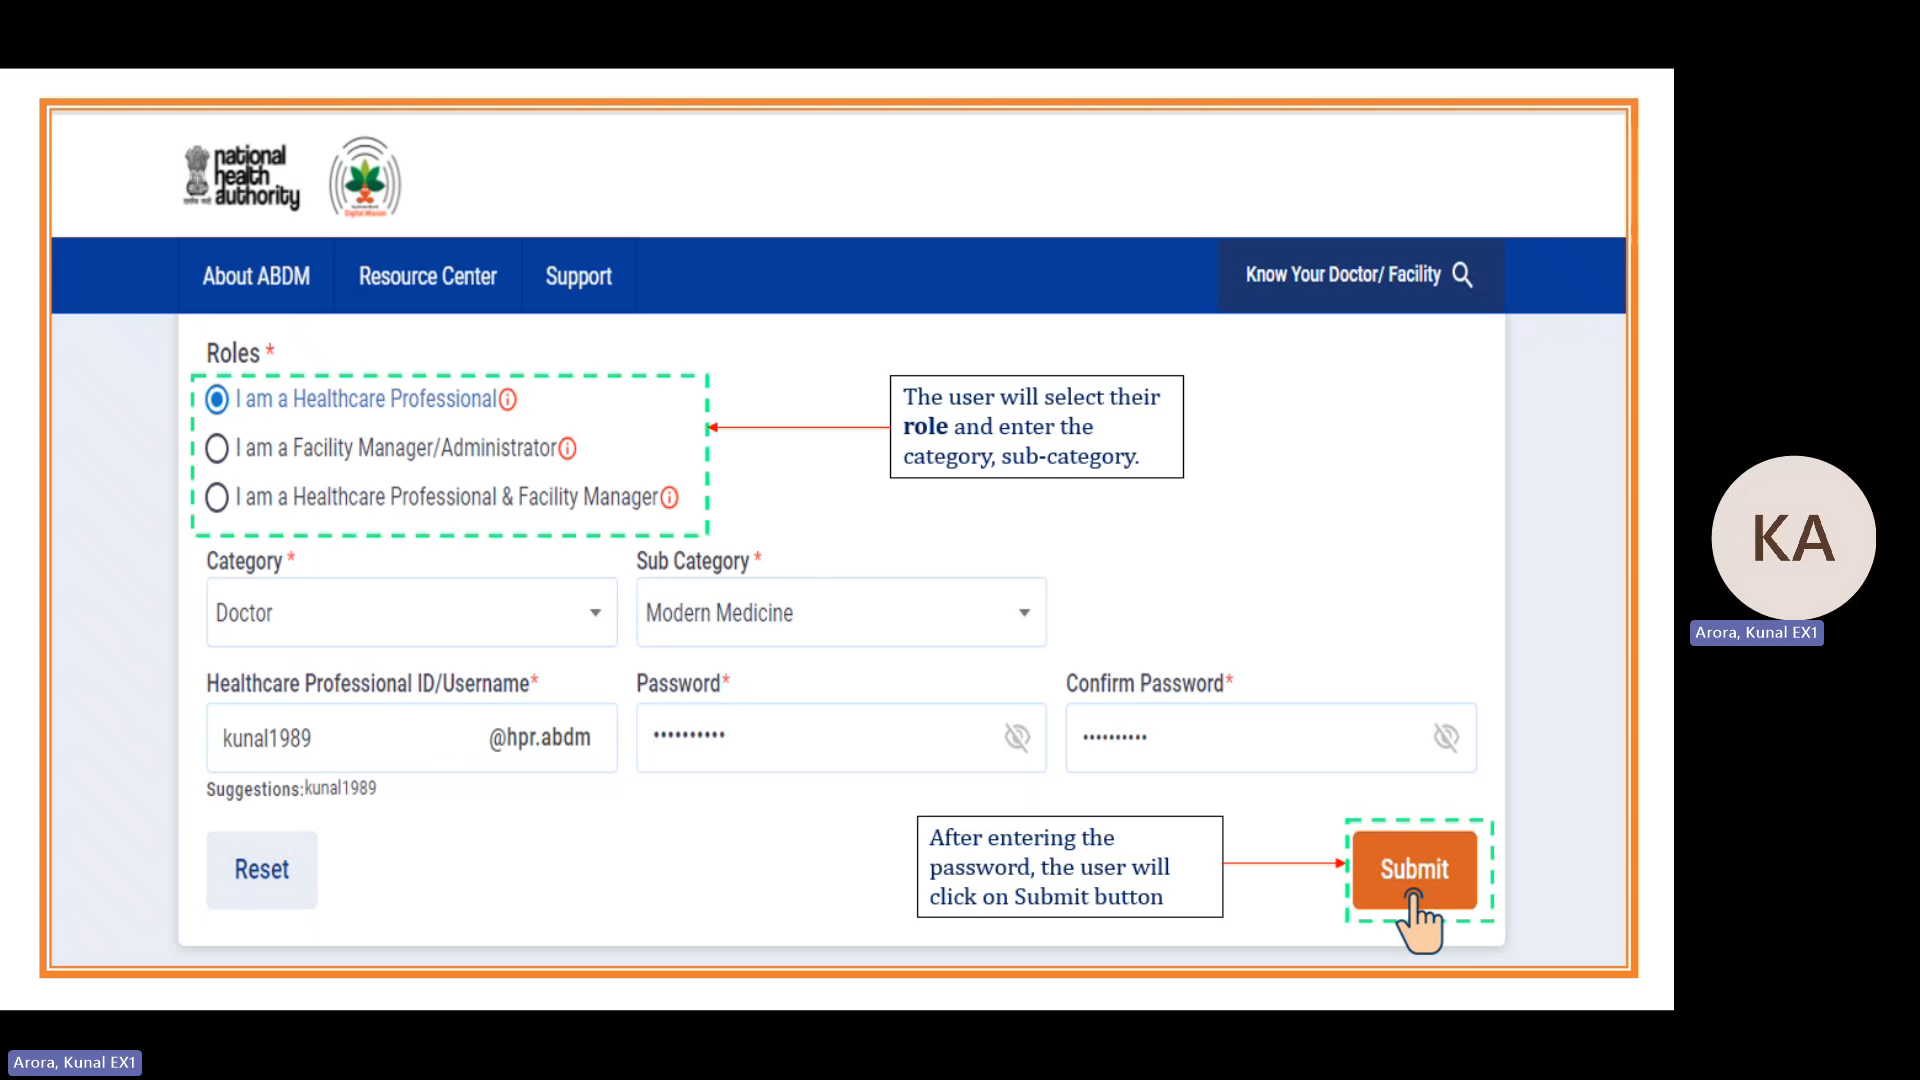 national
health
authority
Digital Mission
About ABDM
Resource Center
Support
Know Your Doctor/ Facility
Roles *
I am a Healthcare Professional
I am a Facility Manager/Administrator
I am a Healthcare Professional & Facility Manager
The user will select their
role and enter the
category, sub-category.
Category *
Sub Category *
Doctor
Modern Medicine
Healthcare Professional ID/Username*
Password*
Confirm Password*
kunal1989
@hpr.abdm
••••••••••
••••••••••
Suggestions:kunal1989
Reset
After entering the
password, the user will
click on Submit button
Submit
KA
Arora, Kunal EX1
Arora, Kunal EX1